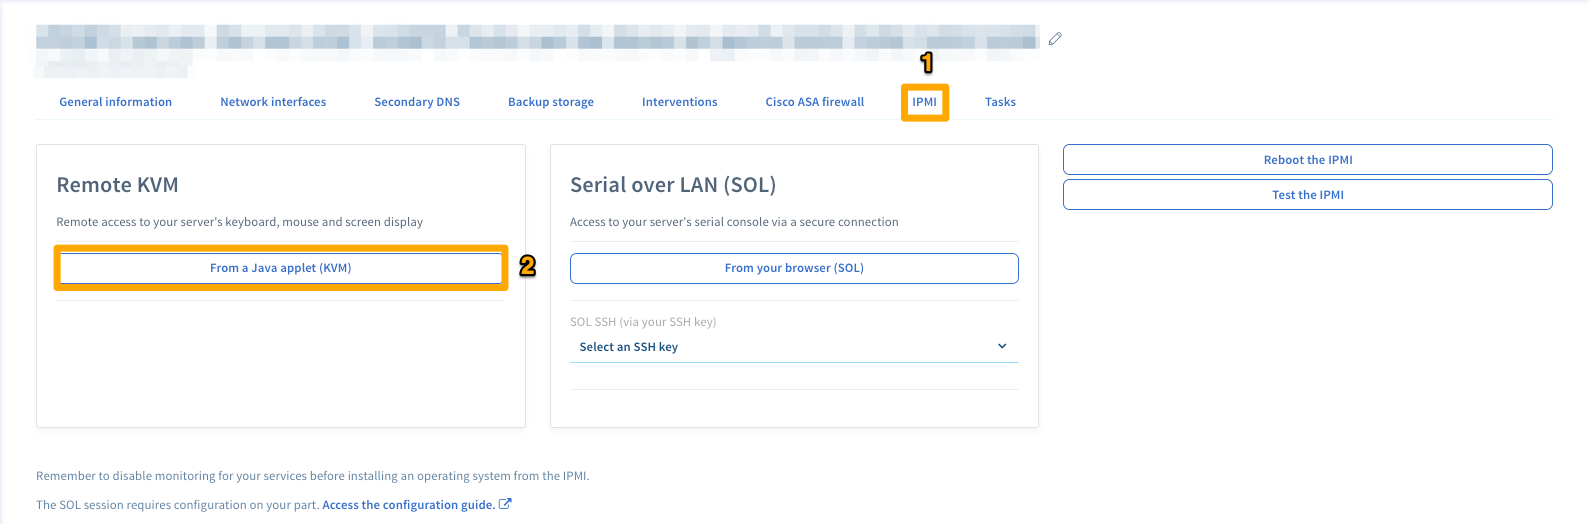 1
General information Network interfaces Secondary DNS Backup storage Interventions Cisco ASA firewall IPMI Tasks
Remote KVM
Remote access to your server's keyboard, mouse and screen display
From a Java applet (KVM)
2
Serial over LAN (SOL)
Access to your server's serial console via a secure connection
From your browser (SOL)
SOL SSH (via your SSH key)
Select an SSH key
Reboot the IPMI
Test the IPMI
Remember to disable monitoring for your services before installing an operating system from the IPMI.
The SOL session requires configuration on your part. Access the configuration guide.